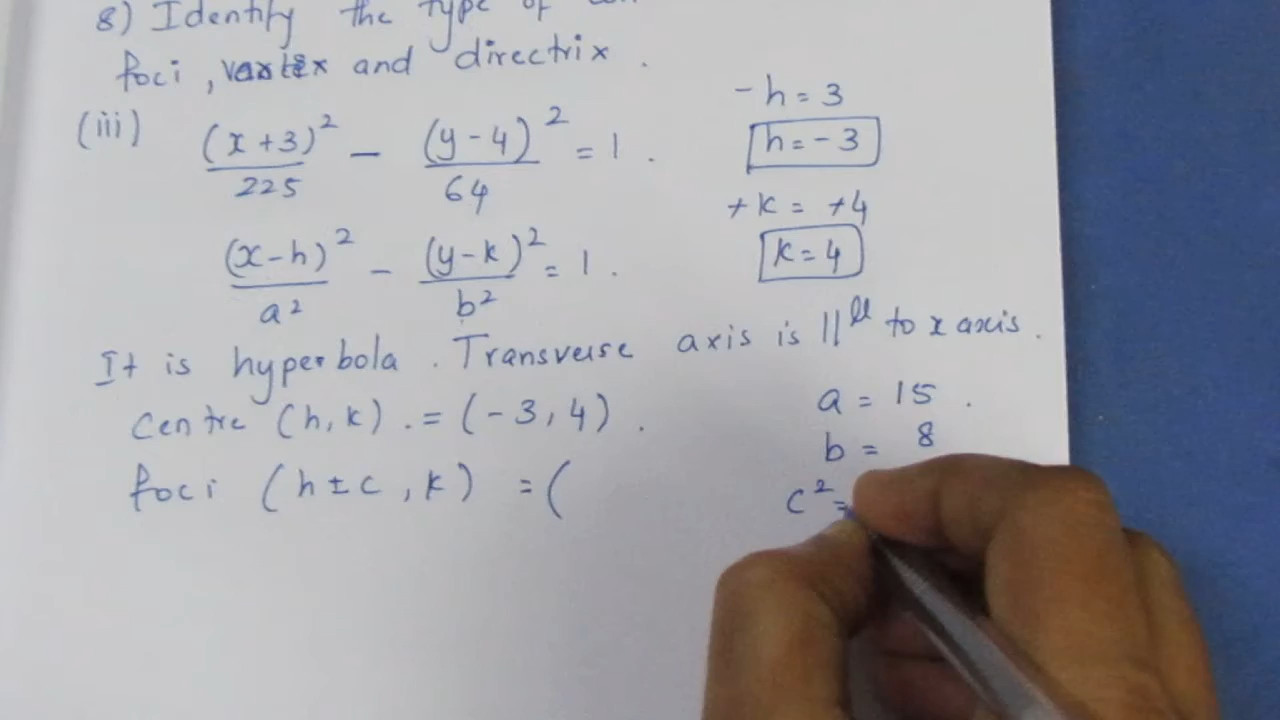 8) Identify the type of
foci, vertex and directrix.
(iii) (x+3)²/225 - (y-4)²/64 = 1.
-h = 3
h = -3
+k = +4
k = 4
(x-h)²/a² - (y-k)²/b² = 1.
It is hyperbola. Transverse axis is ||ˡˡ to x axis.
Centre (h,k). = (-3,4).
a = 15.
b = 8
foci (h±c, k) = (
c² =